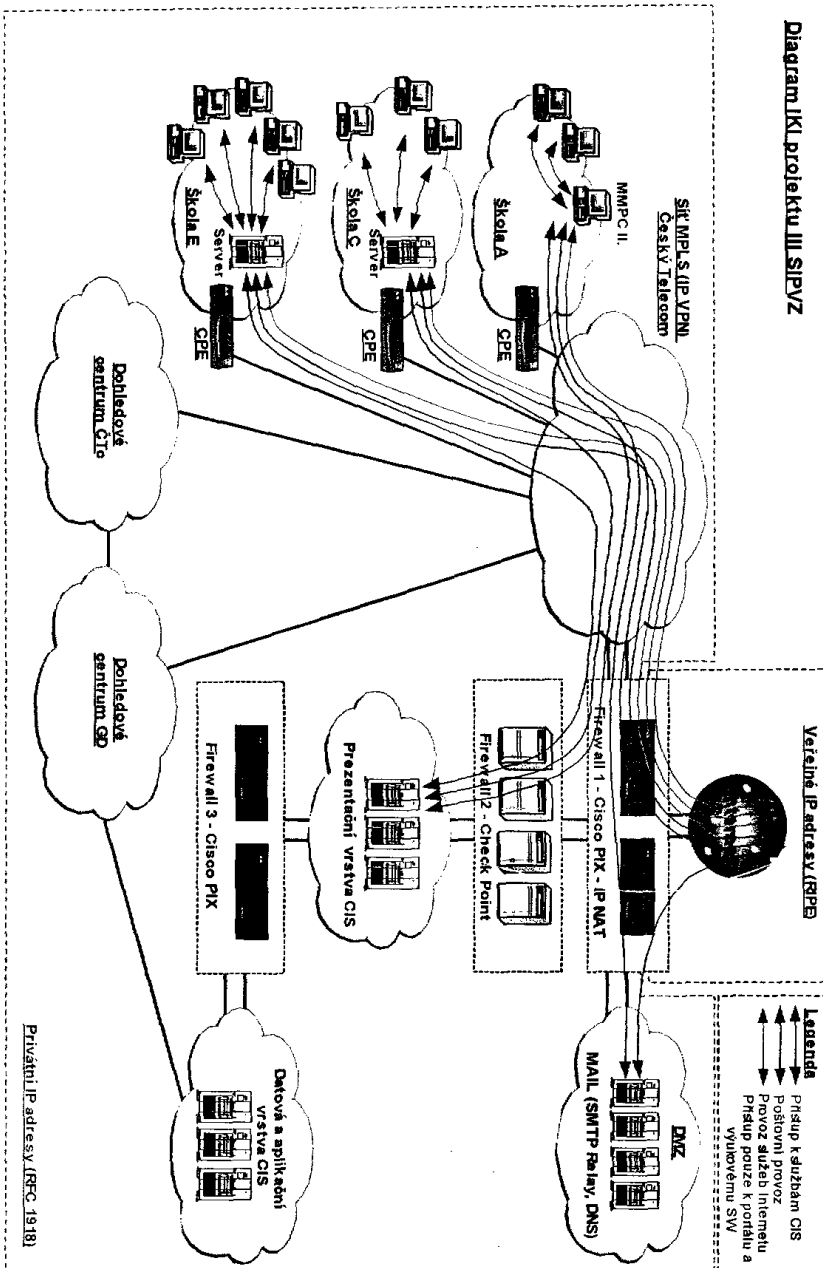 Diagram IKI projektu III SIPVZ
Síť MPLS (IP VPN)
Český Telecom
Veřejné IP adresy (RIPE)
Legenda
Přístup k službám CIS
Poštovní provoz
Provoz služeb Internetu
Přístup pouze k portálu a
výukovému SW
MMPC II.
Škola A
CPE
Server
Škola C
CPE
Server
Škola E
CPE
Firewall 1 - Cisco PIX - IP NAT
DMZ
MAIL (SMTP Relay, DNS)
Firewall 2 - Check Point
Prezentační vrstva CIS
Firewall 3 - Cisco PIX
Datová a aplikační
vrstva CIS
Dohledové
centrum ČTc
Dohledové
centrum GD
Privátní IP adresy (RFC 1918)